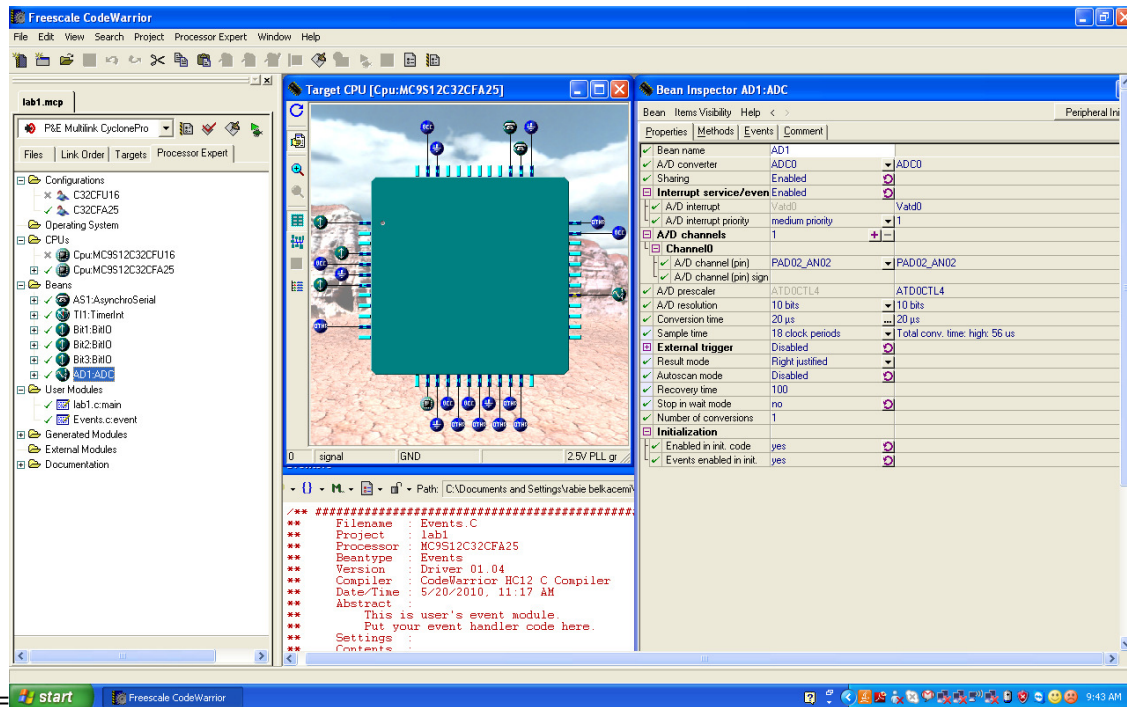 Freescale CodeWarrior
File Edit View Search Project Processor Expert Window Help
lab1.mcp
P&E Multilink CyclonePro
Files Link Order Targets Processor Expert
Configurations
C32CFU16
C32CFA25
Operating System
CPUs
Cpu:MC9S12C32CFU16
Cpu:MC9S12C32CFA25
Beans
AS1:AsynchroSerial
TI1:TimerInt
Bit1:BitIO
Bit2:BitIO
Bit3:BitIO
AD1:ADC
User Modules
lab1.c:main
Events.c:event
Generated Modules
External Modules
Documentation
Target CPU [Cpu:MC9S12C32CFA25]
0 signal GND 2.5V PLL gr
M. Path: C:\Documents and Settings\rabie belkacemi\
/** ############################################
** Filename : Events.C
** Project : lab1
** Processor : MC9S12C32CFA25
** Beantype : Events
** Version : Driver 01.04
** Compiler : CodeWarrior HC12 C Compiler
** Date/Time : 5/20/2010, 11:17 AM
** Abstract :
** This is user's event module.
** Put your event handler code here.
** Settings :
** Contents :
Bean Inspector AD1:ADC
Bean Items Visibility Help < > Peripheral Ini
Properties Methods Events Comment
Bean name AD1
A/D converter ADC0 ADC0
Sharing Enabled
Interrupt service/even Enabled
A/D interrupt Vatd0 Vatd0
A/D interrupt priority medium priority 1
A/D channels 1 + -
Channel0
A/D channel (pin) PAD02_AN02 PAD02_AN02
A/D channel (pin) sign
A/D prescaler ATD0CTL4 ATD0CTL4
A/D resolution 10 bits 10 bits
Conversion time 20 µs ... 20 µs
Sample time 18 clock periods Total conv. time: high: 56 us
External trigger Disabled
Result mode Right justified
Autoscan mode Disabled
Recovery time 100
Stop in wait mode no
Number of conversions 1
Initialization
Enabled in init. code yes
Events enabled in init. yes
start Freescale CodeWarrior 9:43 AM